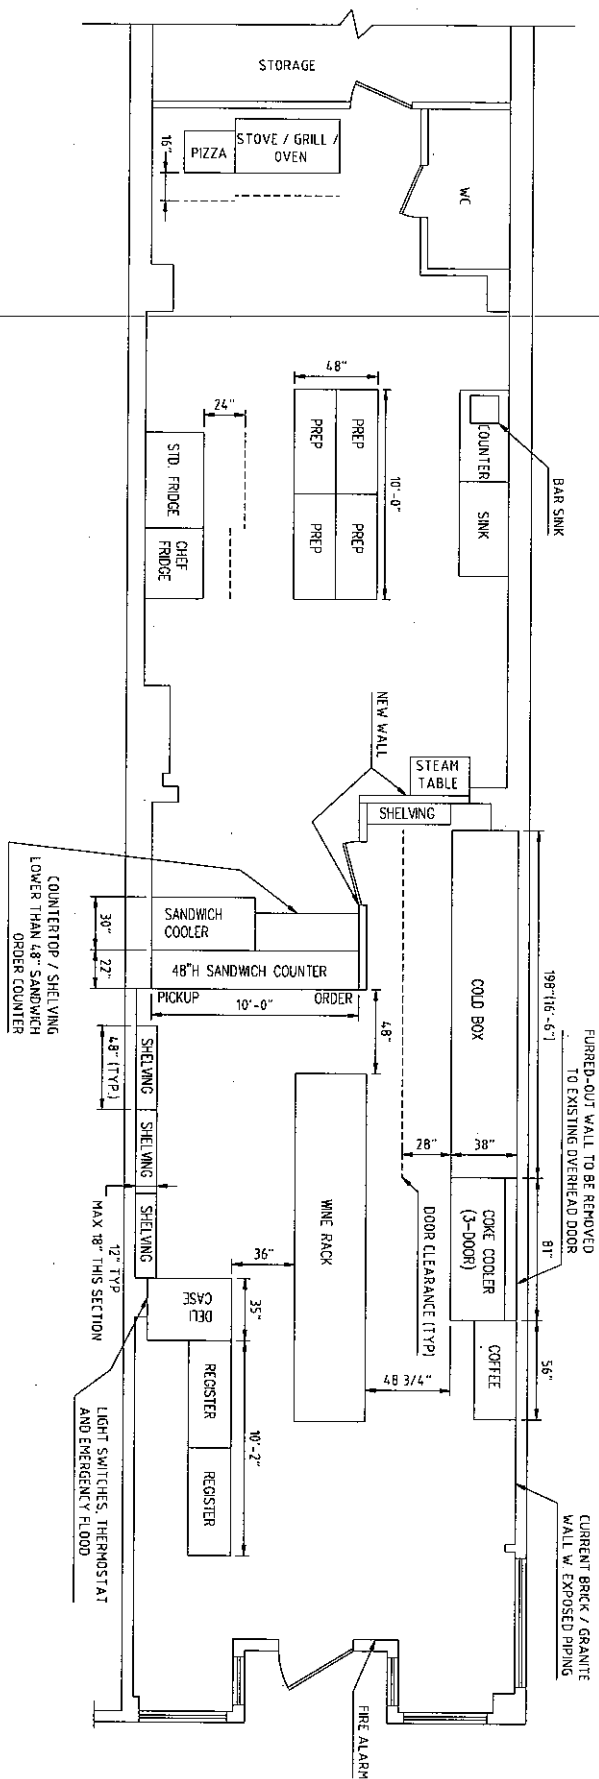 STORAGE
16"
PIZZA
STOVE / GRILL /
OVEN
WC
48"
24"
PREP
PREP
PREP
PREP
10'-0"
STD. FRIDGE
CHEF
FRIDGE
COUNTER
SINK
BAR SINK
NEW WALL
STEAM
TABLE
SHELVING
COUNTERTOP / SHELVING
LOWER THAN 48" SANDWICH
ORDER COUNTER
30"
22"
SANDWICH
COOLER
48"H SANDWICH COUNTER
PICKUP
ORDER
10'-0"
48"
COLD BOX
198"(16'-6")
FURRED-OUT WALL TO BE REMOVED
TO EXISTING OVERHEAD DOOR
48" (TYP.)
SHELVING
SHELVING
SHELVING
12" TYP
MAX 18" THIS SECTION
28"
38"
DOOR CLEARANCE (TYP)
COKE COOLER
(3-DOOR)
81"
WINE RACK
36"
DELI
CASE
35"
48 3/4"
COFFEE
56"
REGISTER
REGISTER
10'-2"
LIGHT SWITCHES, THERMOSTAT
AND EMERGENCY FLOOD
CURRENT BRICK / GRANITE
WALL W. EXPOSED PIPING
FIRE ALARM